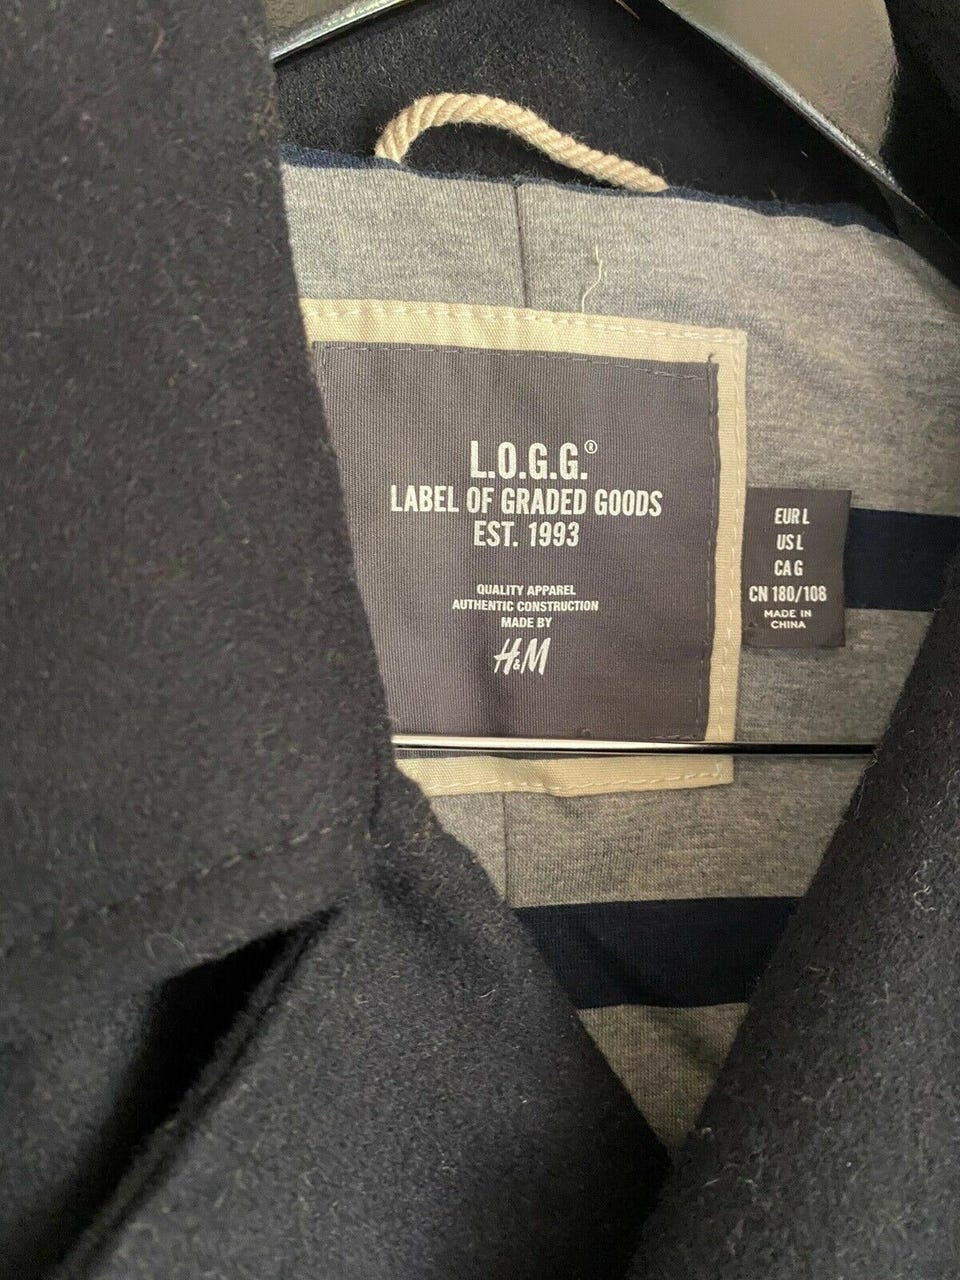 L.O.G.G.®
LABEL OF GRADED GOODS
EST. 1993
QUALITY APPAREL
AUTHENTIC CONSTRUCTION
MADE BY
H&M
EUR L
US L
CA G
CN 180/108
MADE IN
CHINA